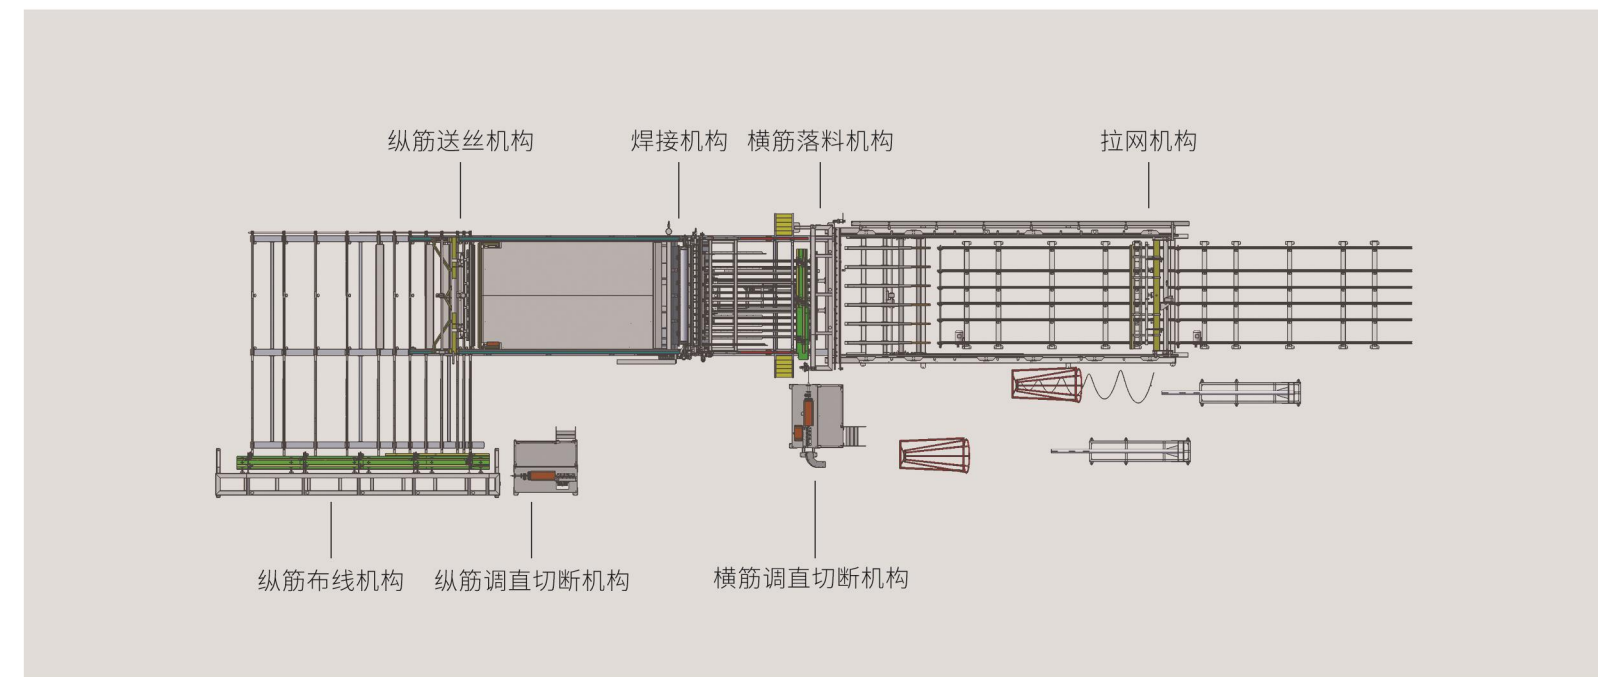 纵筋送丝机构
焊接机构
横筋落料机构
拉网机构
纵筋布线机构
纵筋调直切断机构
横筋调直切断机构